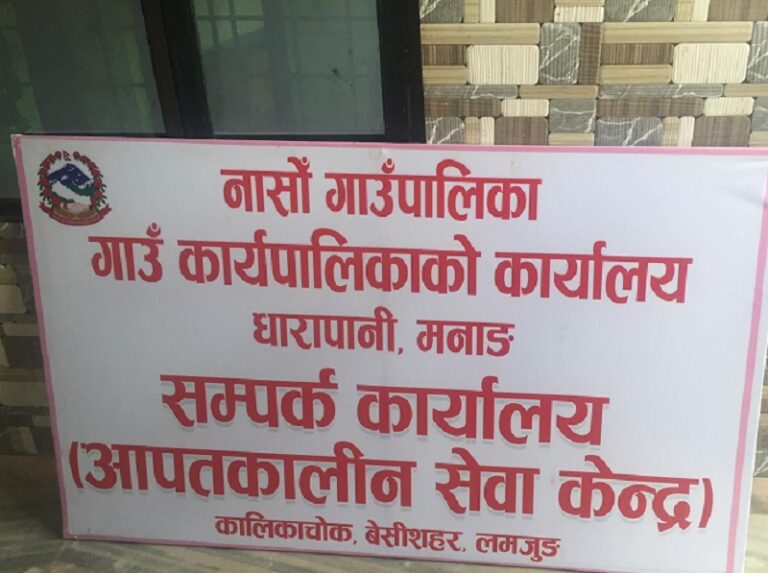 नासोँ गाउँपालिका
गाउँ कार्यपालिकाको कार्यालय
धारापानी, मनाङ
सम्पर्क कार्यालय
(आपतकालीन सेवा केन्द्र)
कालिकाचोक, बेसीशहर, लमजुङ